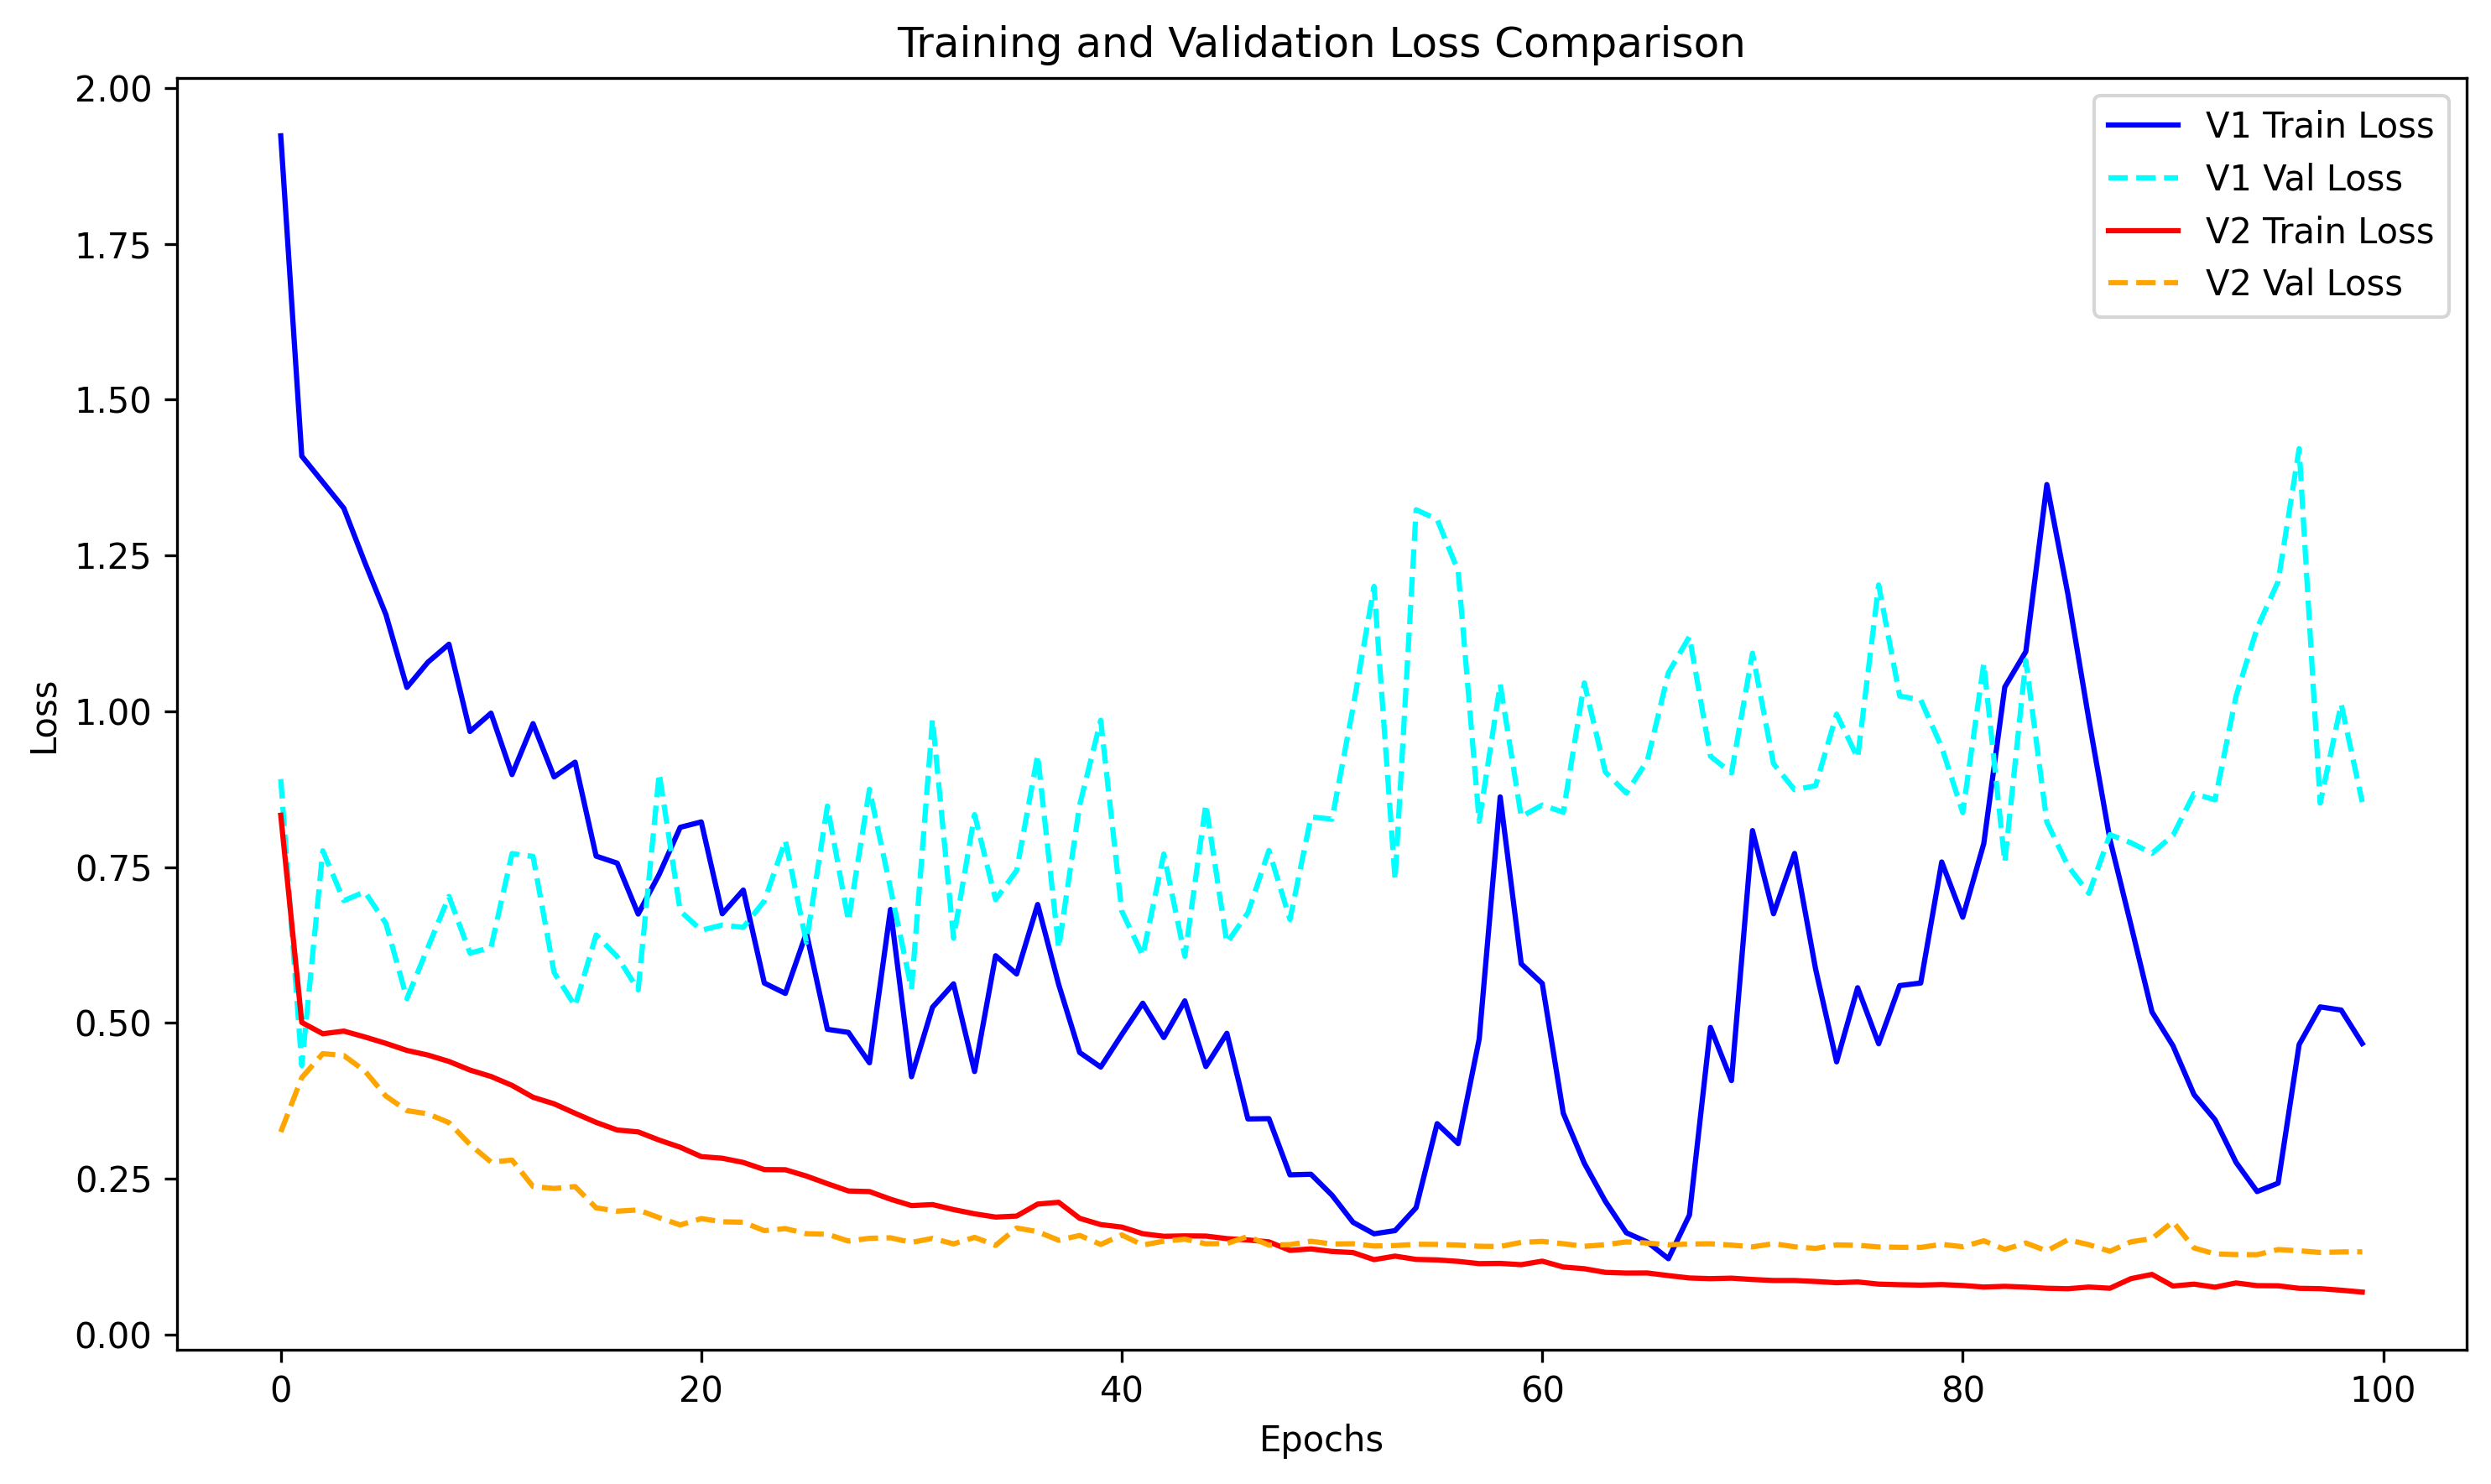 Training and Validation Loss Comparison
2.00
1.75
1.50
1.25
1.00
0.75
0.50
0.25
0.00
Loss
V1 Train Loss
V1 Val Loss
V2 Train Loss
V2 Val Loss
0 20 40 60 80 100
Epochs